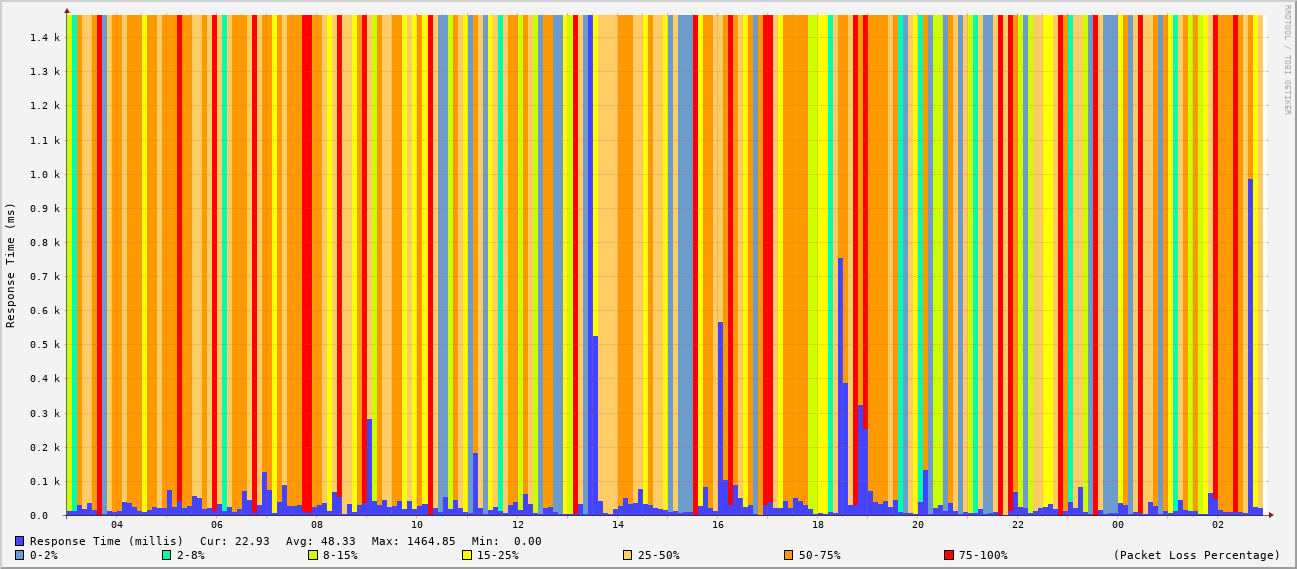 RRDTOOL / TOBI OETIKER
Response Time (ms)
1.4 k
1.3 k
1.2 k
1.1 k
1.0 k
0.9 k
0.8 k
0.7 k
0.6 k
0.5 k
0.4 k
0.3 k
0.2 k
0.1 k
0.0
04 06 08 10 12 14 16 18 20 22 00 02
Response Time (millis) Cur: 22.93 Avg: 48.33 Max: 1464.85 Min: 0.00
0-2% 2-8% 8-15% 15-25% 25-50% 50-75% 75-100% (Packet Loss Percentage)